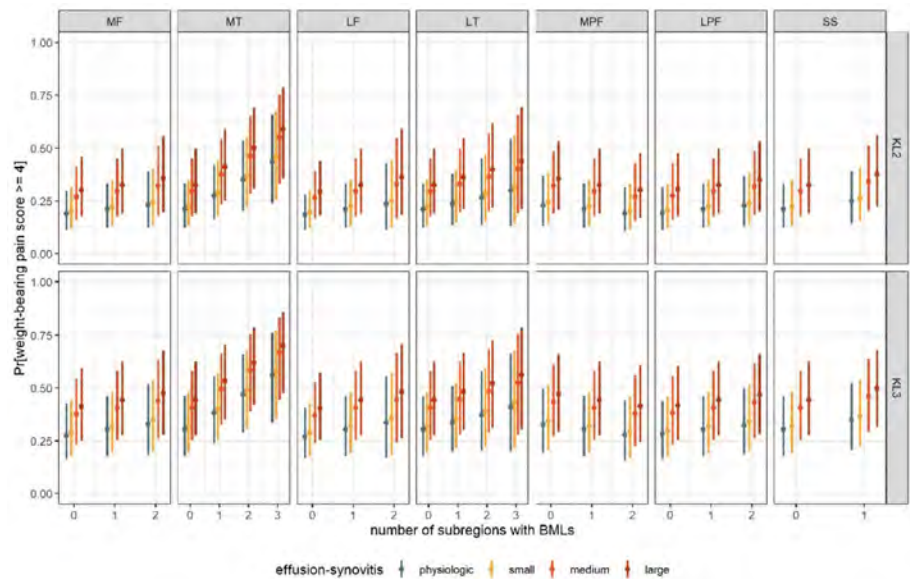 MF MT LF LT MPF LPF SS
1.00
0.75
0.50
0.25
0.00
KL2
1.00
0.75
0.50
0.25
0.00
KL3
Pr[weight-bearing pain score >= 4]
0 1 2 0 1 2 3 0 1 2 0 1 2 3 0 1 2 0 1 2 0 1
number of subregions with BMLs
effusion-synovitis physiologic small medium large